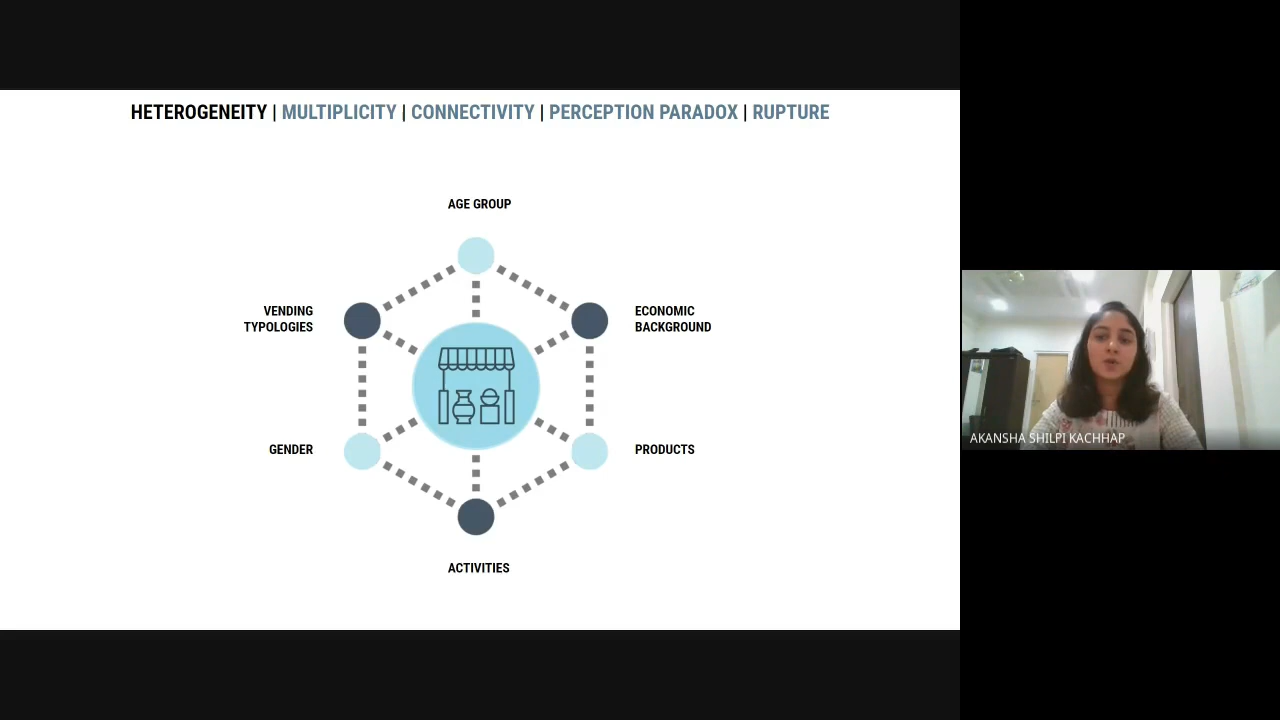 HETEROGENEITY | MULTIPLICITY | CONNECTIVITY | PERCEPTION PARADOX | RUPTURE
AGE GROUP
VENDING
TYPOLOGIES
ECONOMIC
BACKGROUND
GENDER
PRODUCTS
ACTIVITIES
AKANSHA SHILPI KACHHAP